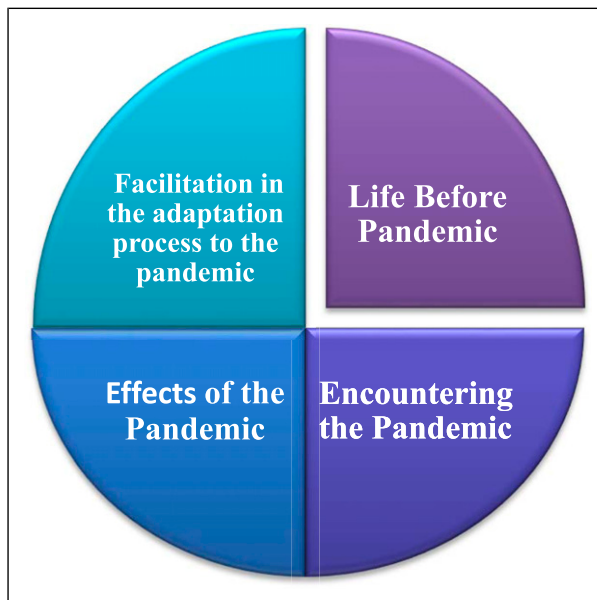 Facilitation in
the adaptation
process to the
pandemic
Life Before
Pandemic
Effects of the
Pandemic
Encountering
the Pandemic